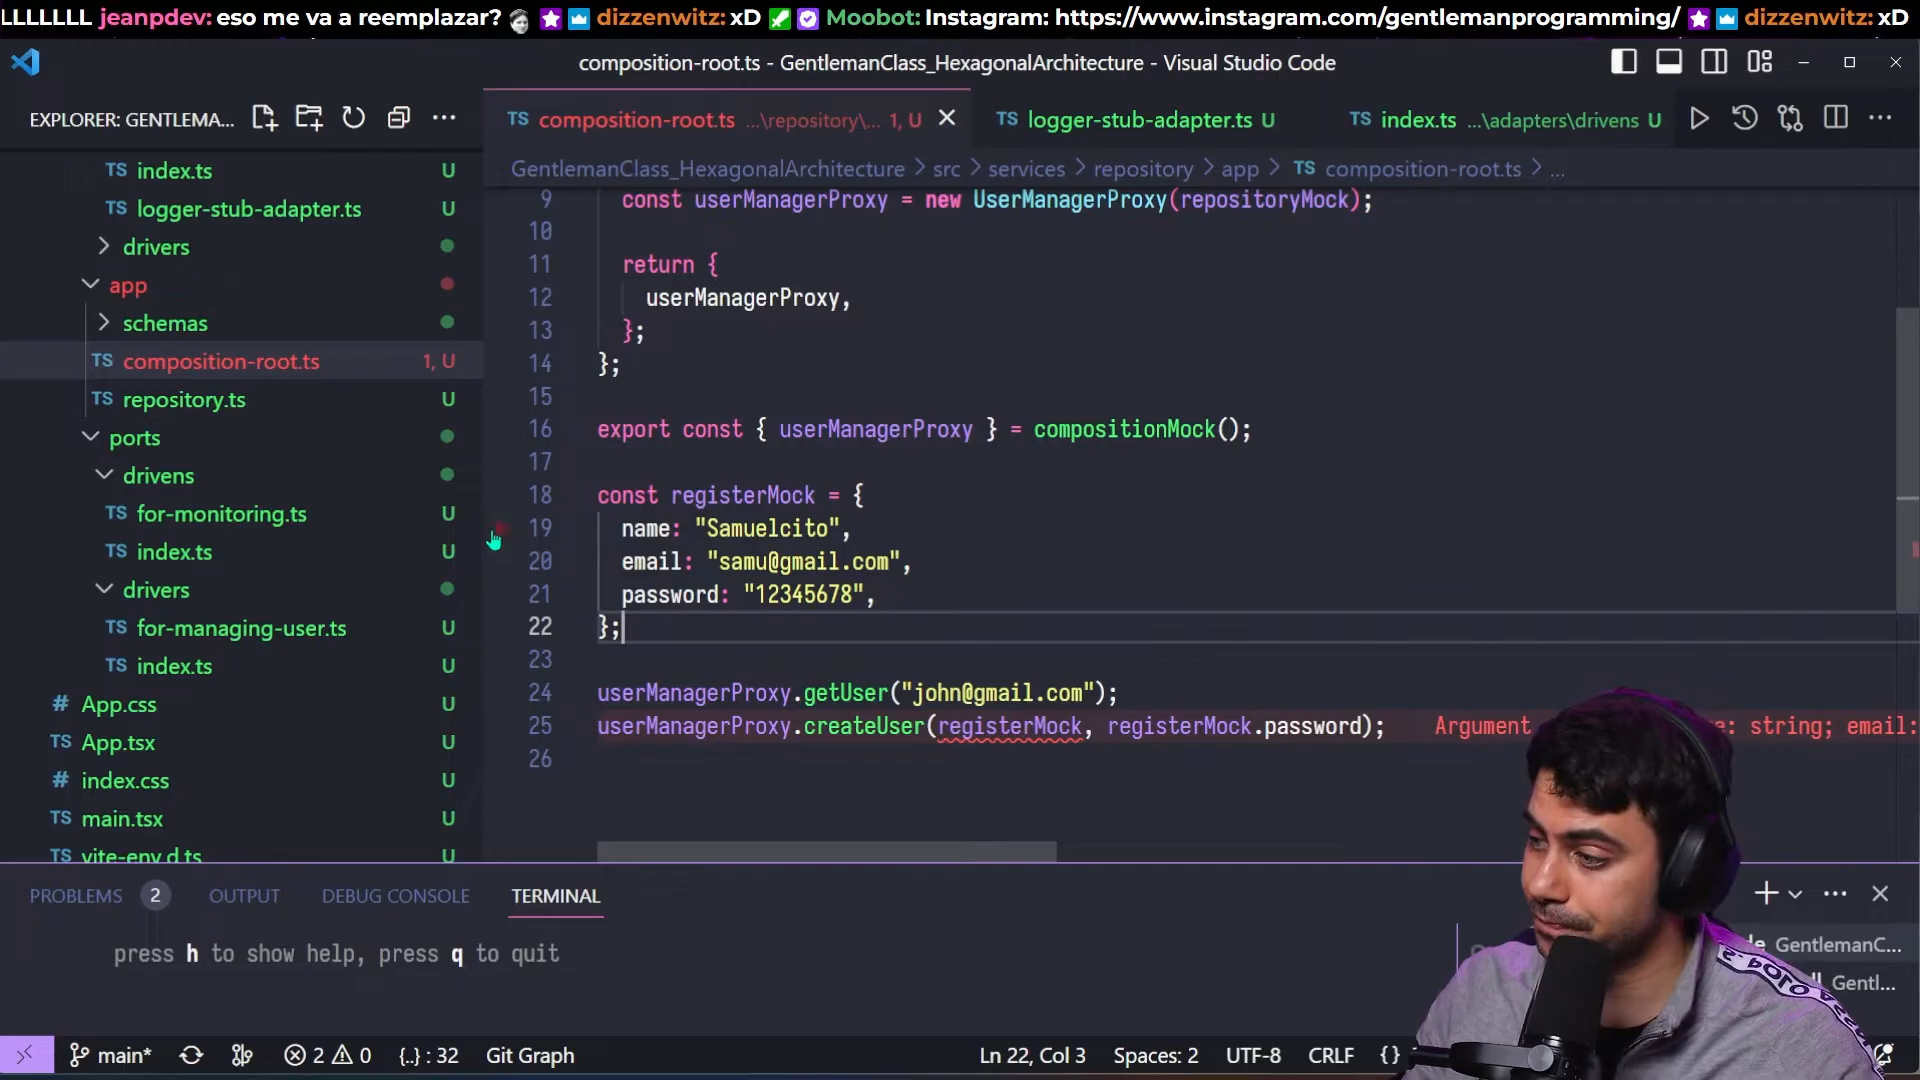 LLLLLLL jeanpdev: eso me va a reemplazar? dizzenwitz: xD Moobot: Instagram: https://www.instagram.com/gentlemanprogramming/ dizzenwitz: xD
composition-root.ts - GentlemanClass_HexagonalArchitecture - Visual Studio Code
EXPLORER: GENTLEMA...
TS composition-root.ts ...\repository\... 1, U
TS logger-stub-adapter.ts U
TS index.ts ...\adapters\drivens U
GentlemanClass_HexagonalArchitecture > src > services > repository > app > TS composition-root.ts > ...
TS index.ts U
TS logger-stub-adapter.ts U
drivers
app
schemas
TS composition-root.ts 1, U
TS repository.ts U
ports
drivens
TS for-monitoring.ts U
TS index.ts U
drivers
TS for-managing-user.ts U
TS index.ts U
# App.css U
TS App.tsx U
# index.css U
TS main.tsx U
TS vite-env.d.ts U
9 const userManagerProxy = new UserManagerProxy(repositoryMock);
10
11 return {
12 userManagerProxy,
13 };
14 };
15
16 export const { userManagerProxy } = compositionMock();
17
18 const registerMock = {
19 name: "Samuelcito",
20 email: "samu@gmail.com",
21 password: "12345678",
22 };
23
24 userManagerProxy.getUser("john@gmail.com");
25 userManagerProxy.createUser(registerMock, registerMock.password); Argument : string; email:
26
PROBLEMS 2 OUTPUT DEBUG CONSOLE TERMINAL
press h to show help, press q to quit
GentlemanC...
Gentl...
main* 2 0 {..} : 32 Git Graph
Ln 22, Col 3 Spaces: 2 UTF-8 CRLF {}